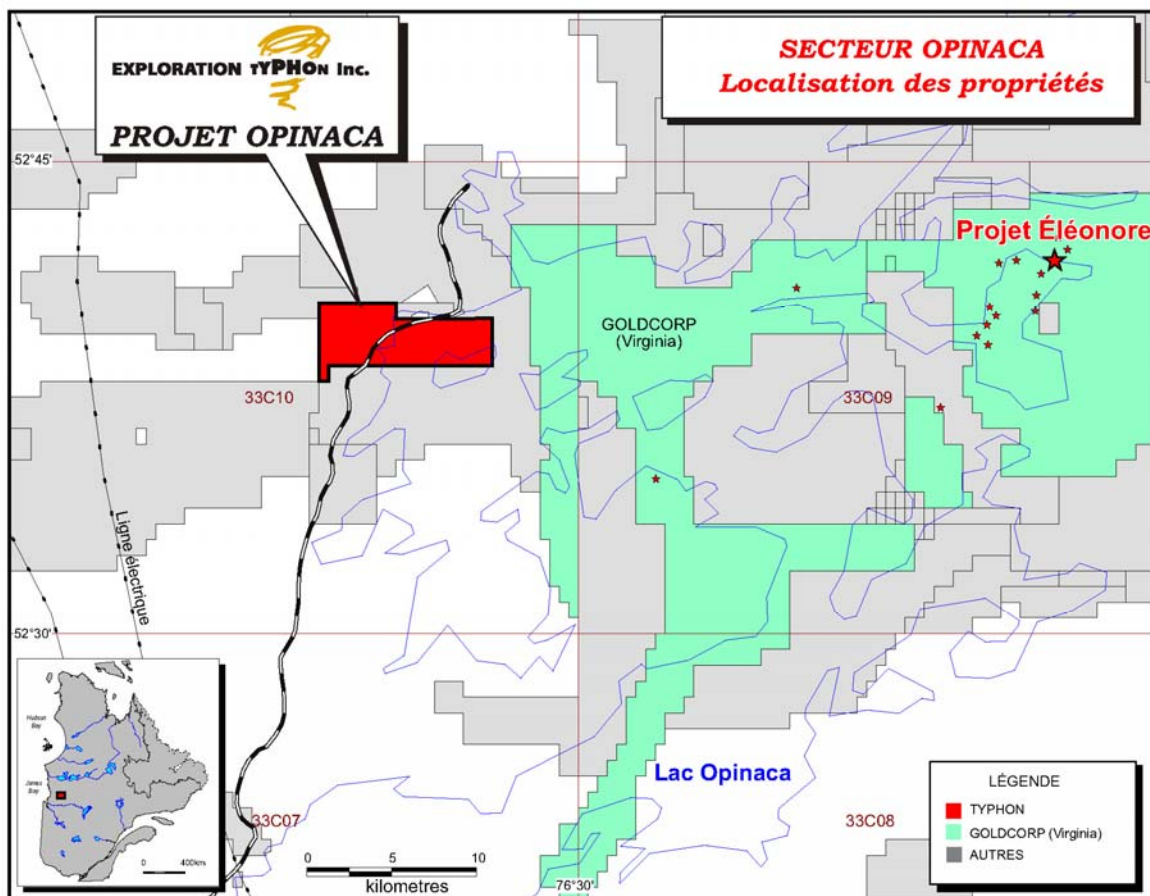 EXPLORATION TYPHON Inc.
PROJET OPINACA
SECTEUR OPINACA
Localisation des propriétés
52°45'
Projet Éléonore
GOLDCORP
(Virginia)
33C10
33C09
Ligne électrique
52°30'
Hudson
Bay
James
Bay
0 400km
33C07
Lac Opinaca
33C08
0 5 10
kilometres
76°30'
LÉGENDE
TYPHON
GOLDCORP (Virginia)
AUTRES